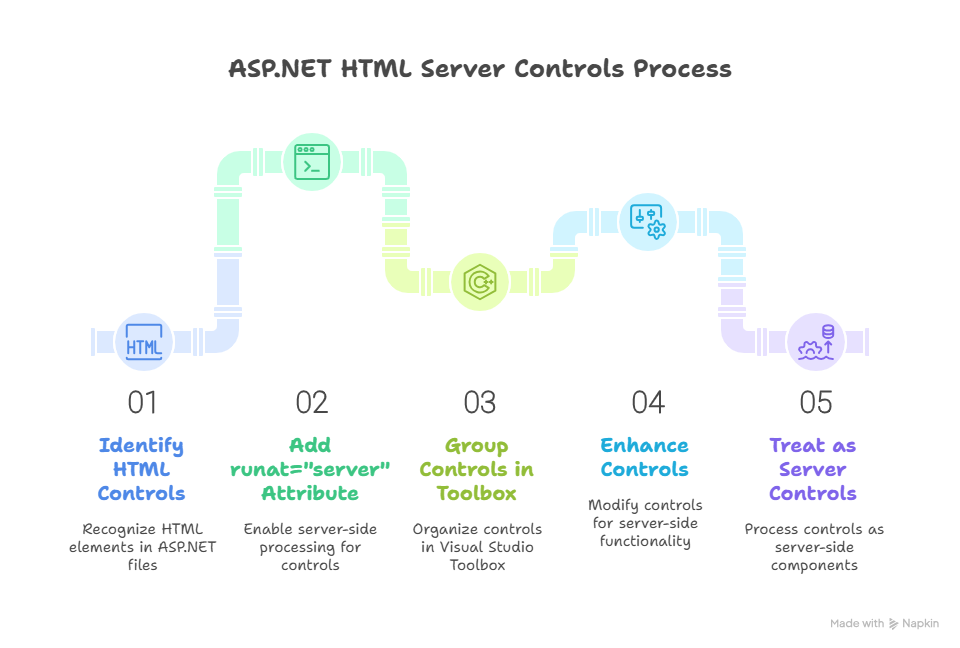 ASP.NET HTML Server Controls Process
HTML
01
Identify
HTML
Controls
Recognize HTML
elements in ASP.NET
files
02
Add
runat="server"
Attribute
Enable server-side
processing for
controls
03
Group
Controls in
Toolbox
Organize controls
in Visual Studio
Toolbox
04
Enhance
Controls
Modify controls
for server-side
functionality
05
Treat as
Server
Controls
Process controls as
server-side
components
Made with Napkin